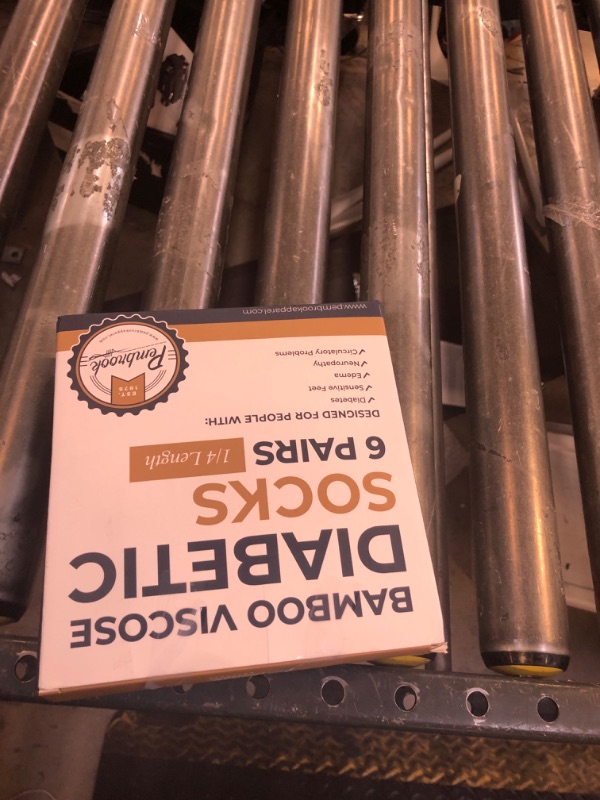 BAMBOO VISCOSE
DIABETIC
SOCKS
6 PAIRS
1/4 Length
DESIGNED FOR PEOPLE WITH:
✓ Diabetes
✓ Sensitive Feet
✓ Edema
✓ Neuropathy
✓ Circulatory Problems
EST.
1979
Pembrook
www.pembrookapparel.com